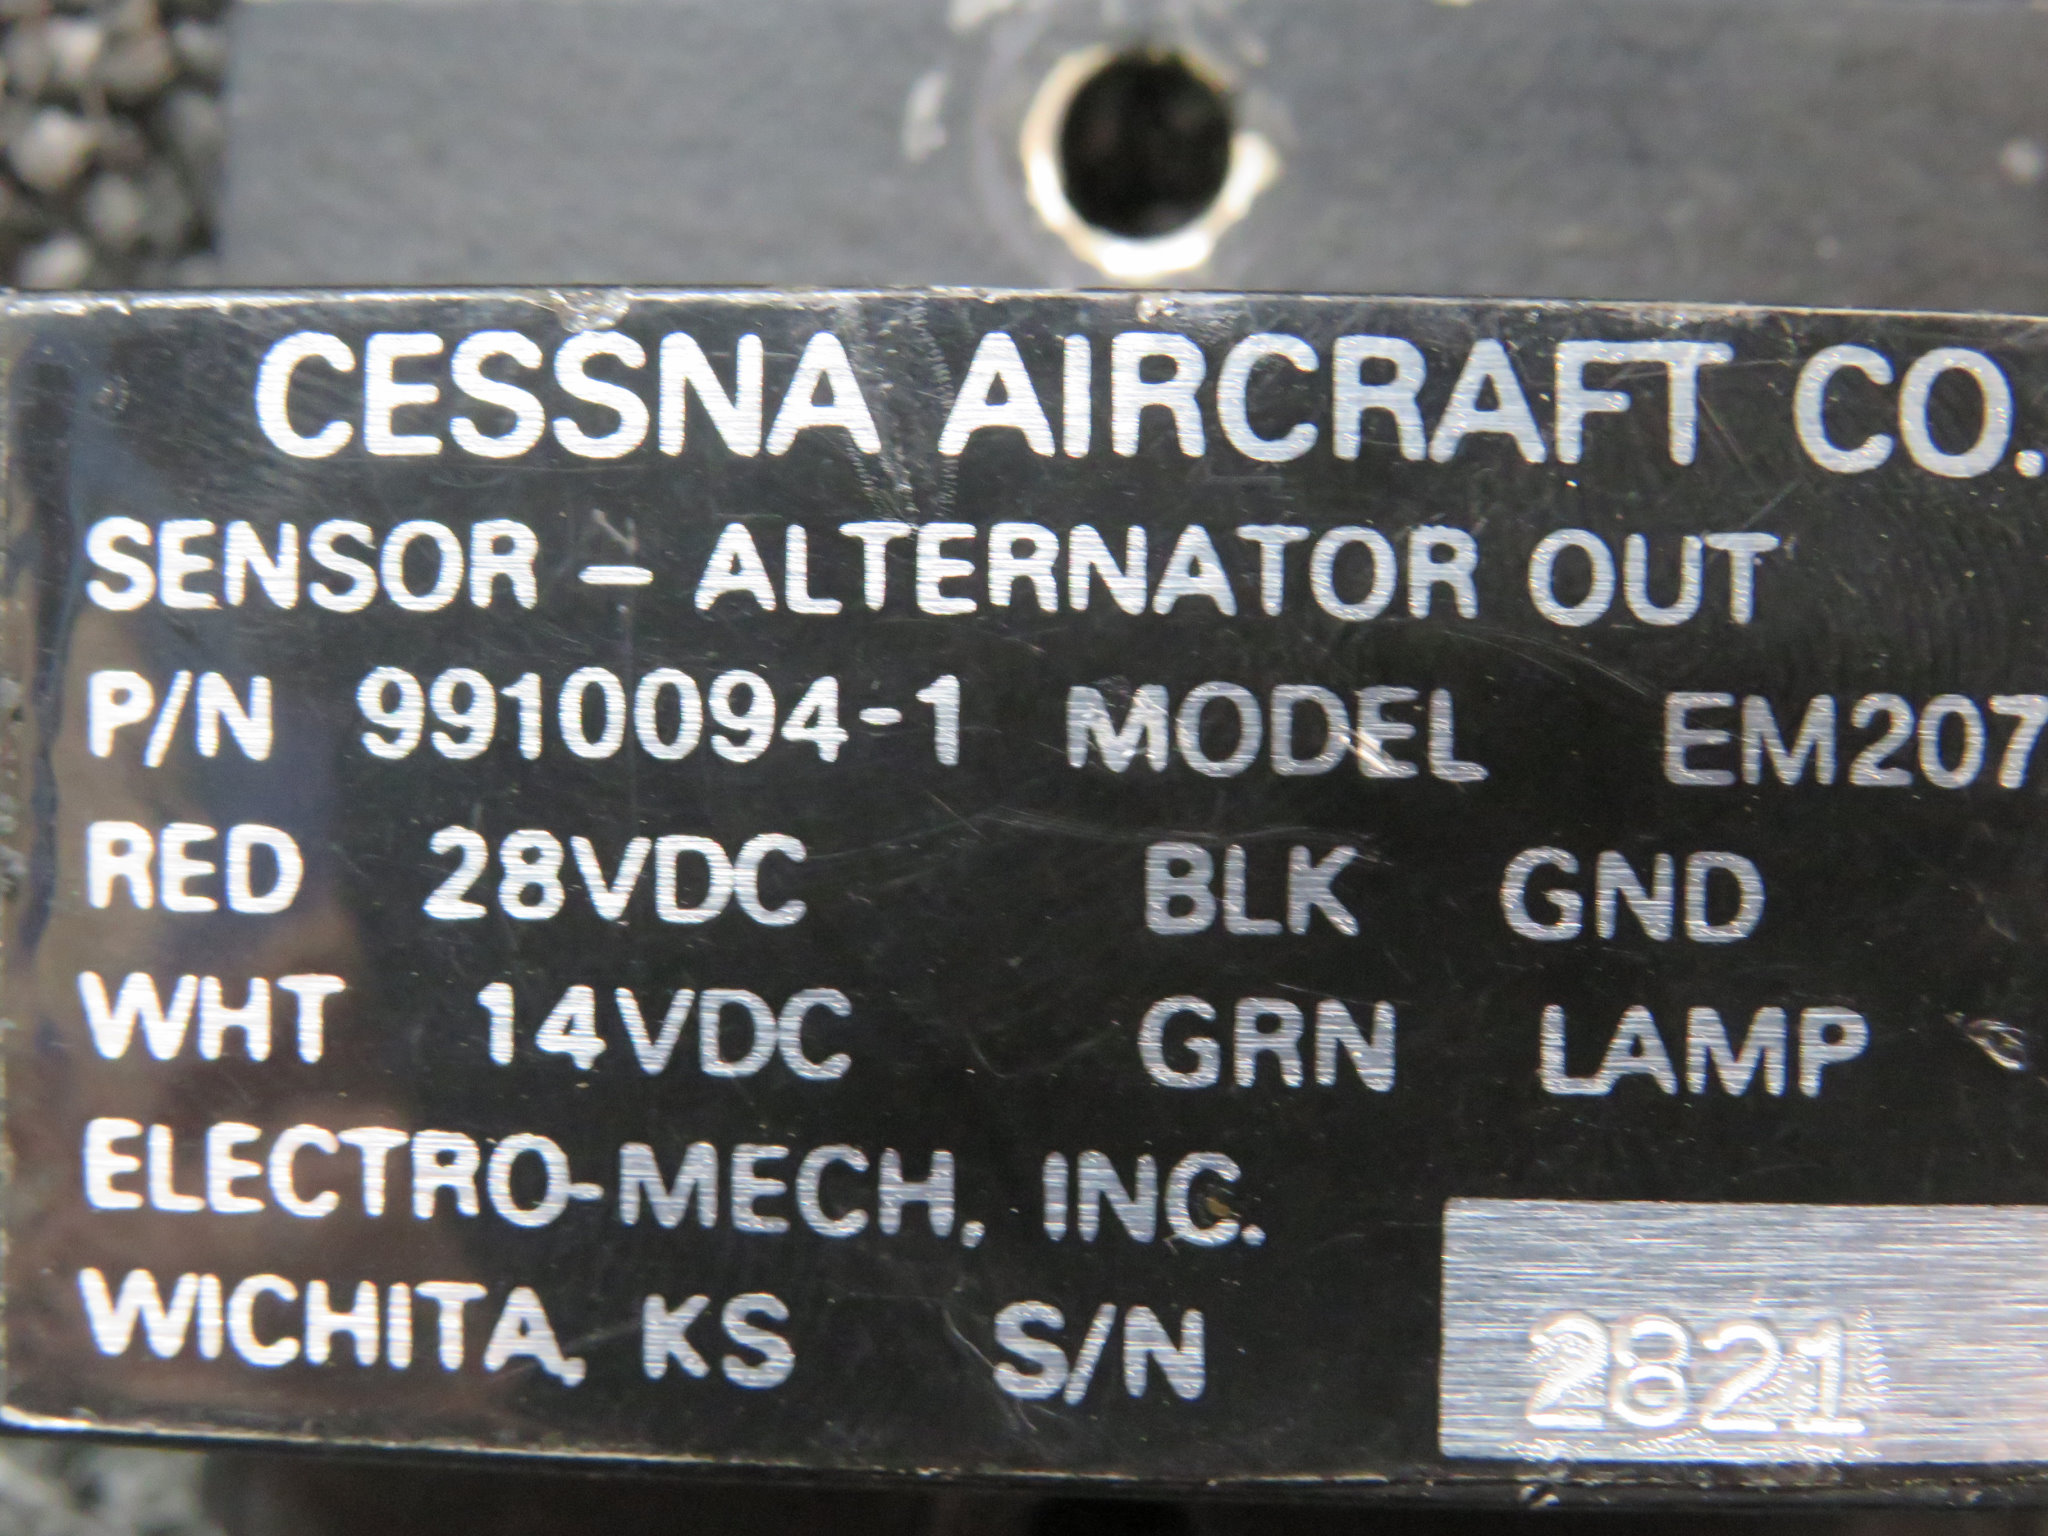 CESSNA AIRCRAFT CO.
SENSOR - ALTERNATOR OUT
P/N 9910094-1 MODEL EM207
RED 28VDC BLK GND
WHT 14VDC GRN LAMP
ELECTRO-MECH, INC.
WICHITA, KS S/N 2821